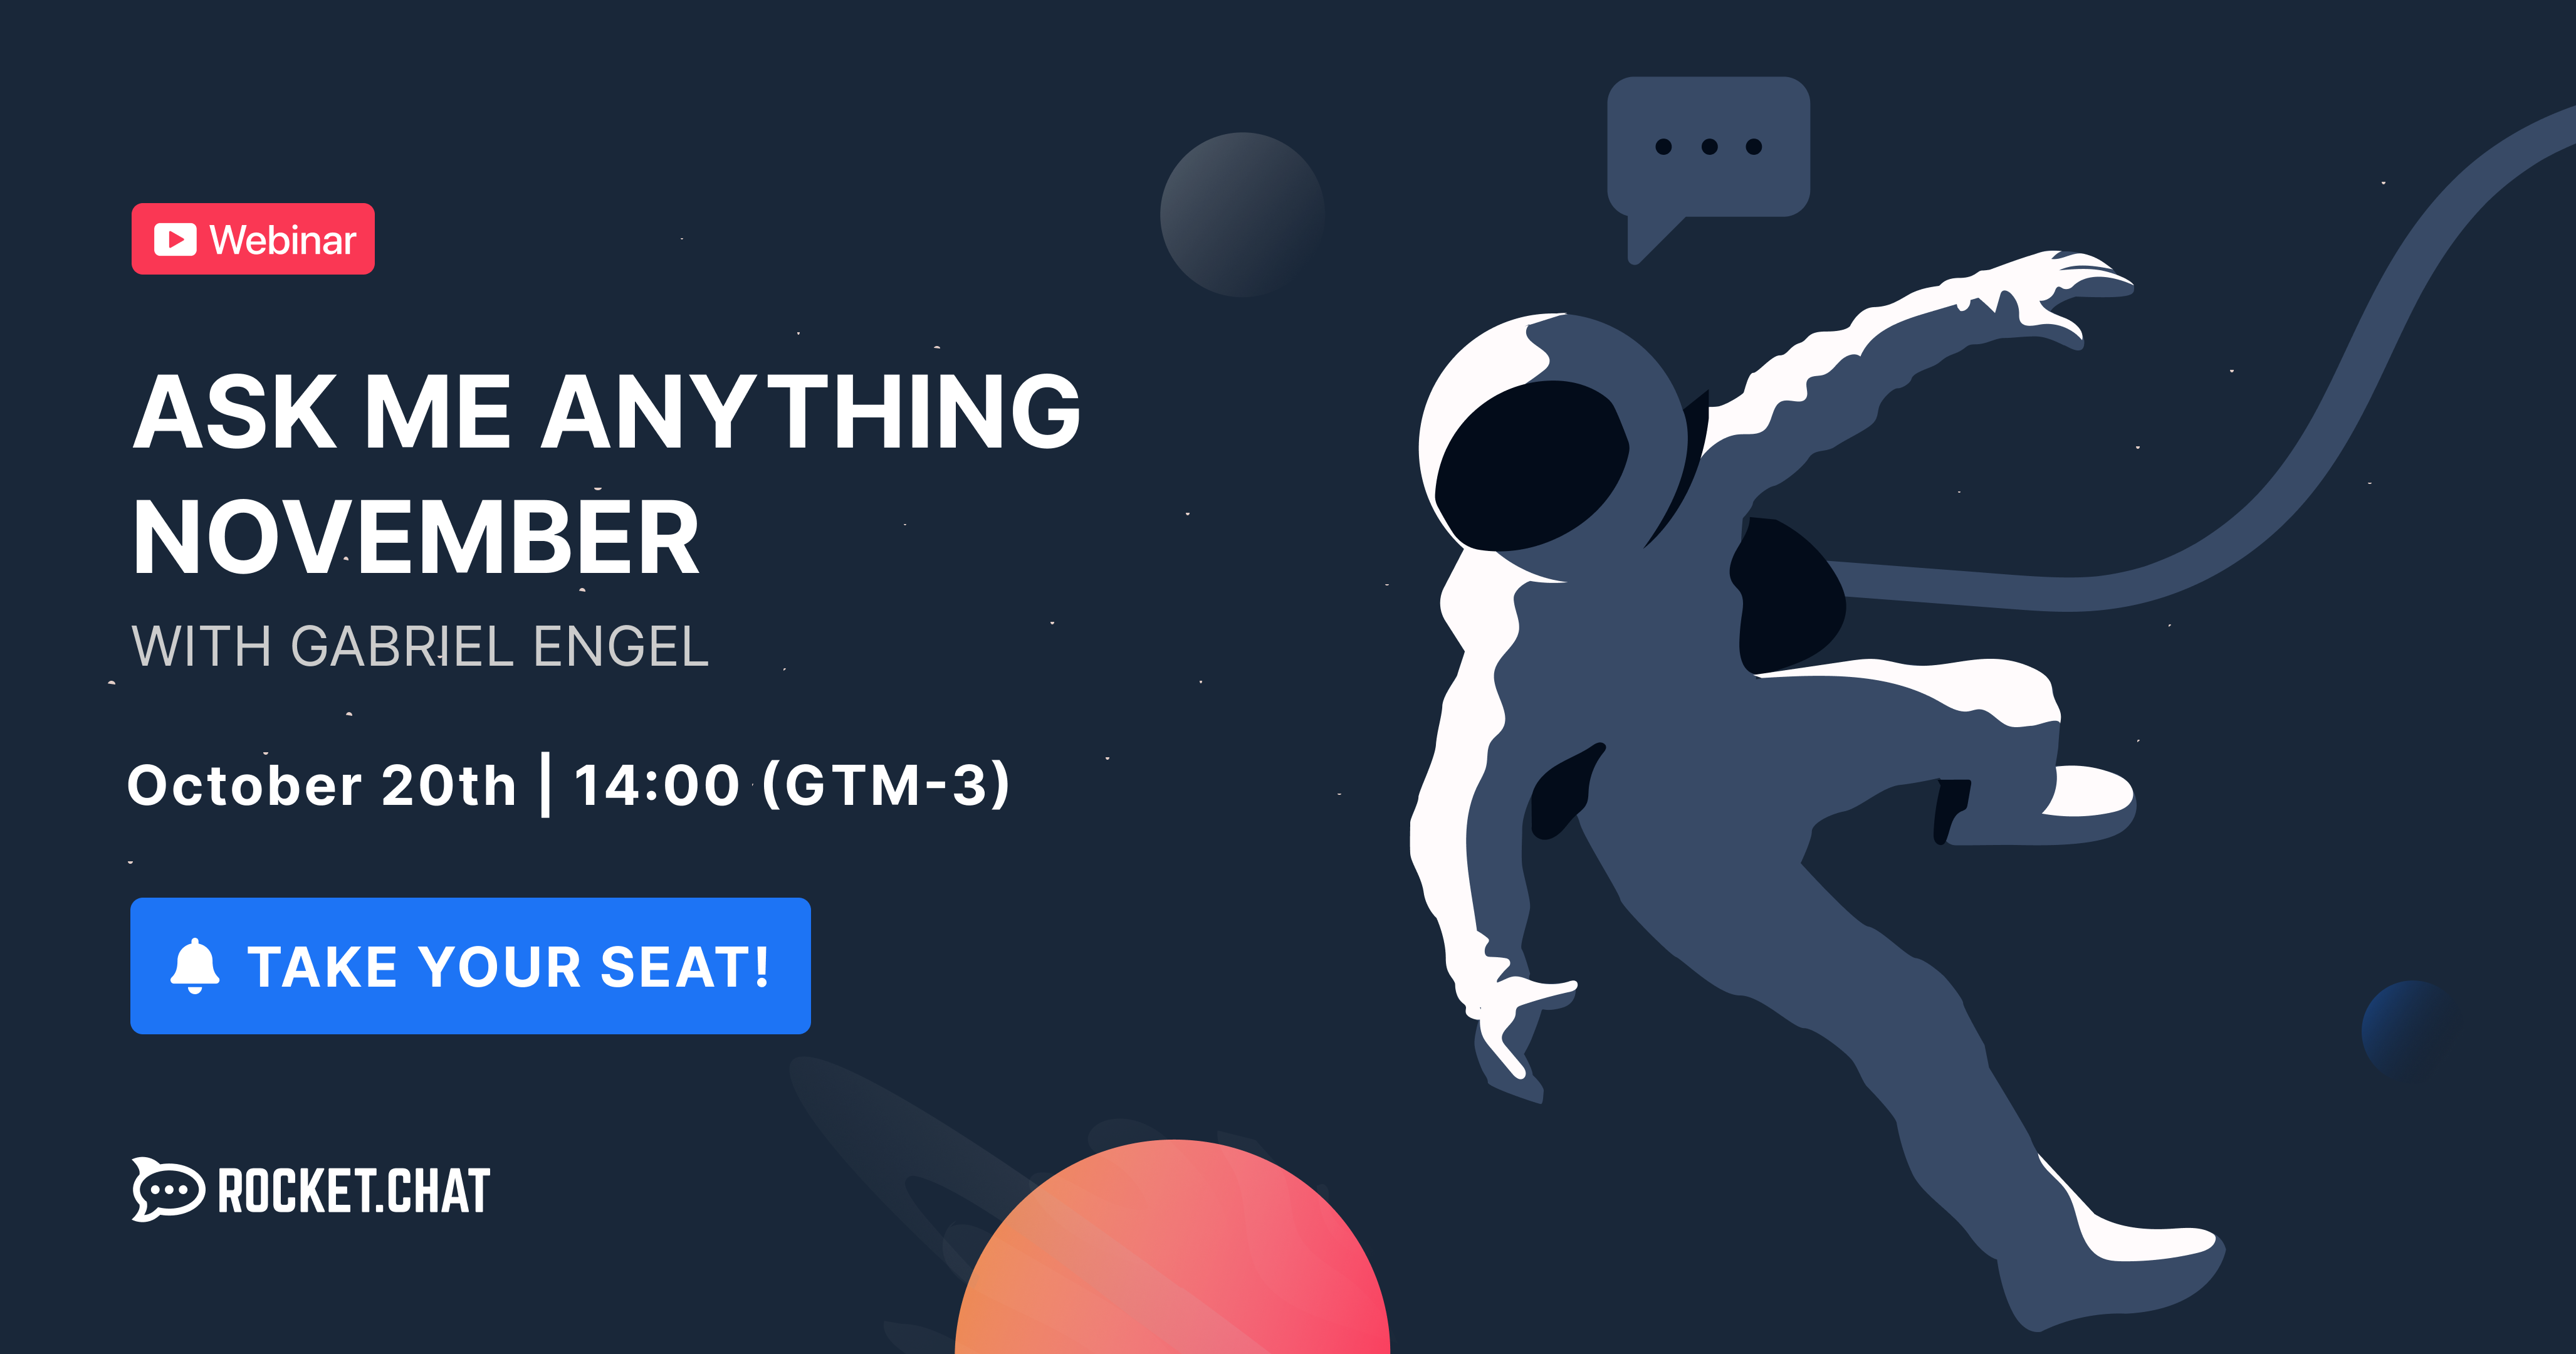 Webinar
ASK ME ANYTHING
NOVEMBER
WITH GABRIEL ENGEL
October 20th | 14:00 (GTM-3)
TAKE YOUR SEAT!
ROCKET.CHAT